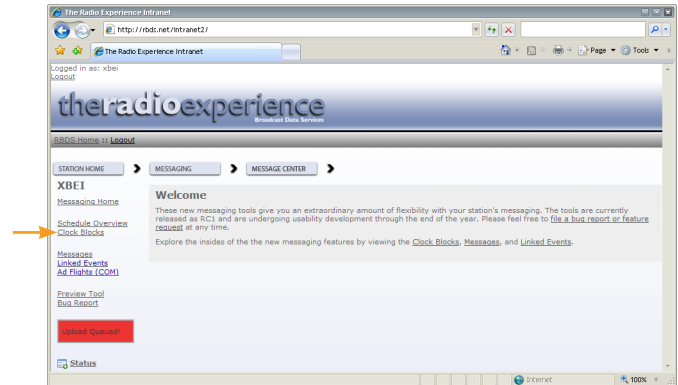 The Radio Experience Intranet
http://rbds.net/intranet2/
The Radio Experience Intranet
Page
Tools
Logged in as: xbei
Logout
theradioexperience
Broadcast Data Services
RBDS Home :: Logout
STATION HOME
MESSAGING
MESSAGE CENTER
XBEI
Messaging Home
Schedule Overview
Clock Blocks
Messages
Linked Events
Ad Flights (COM)
Preview Tool
Bug Report
Upload Queued!
Status
Welcome
These new messaging tools give you an extraordinary amount of flexibility with your station's messaging. The tools are currently
released as RC1 and are undergoing usability development through the end of the year. Please feel free to file a bug report or feature
request at any time.
Explore the insides of the the new messaging features by viewing the Clock Blocks, Messages, and Linked Events.
Internet
100%